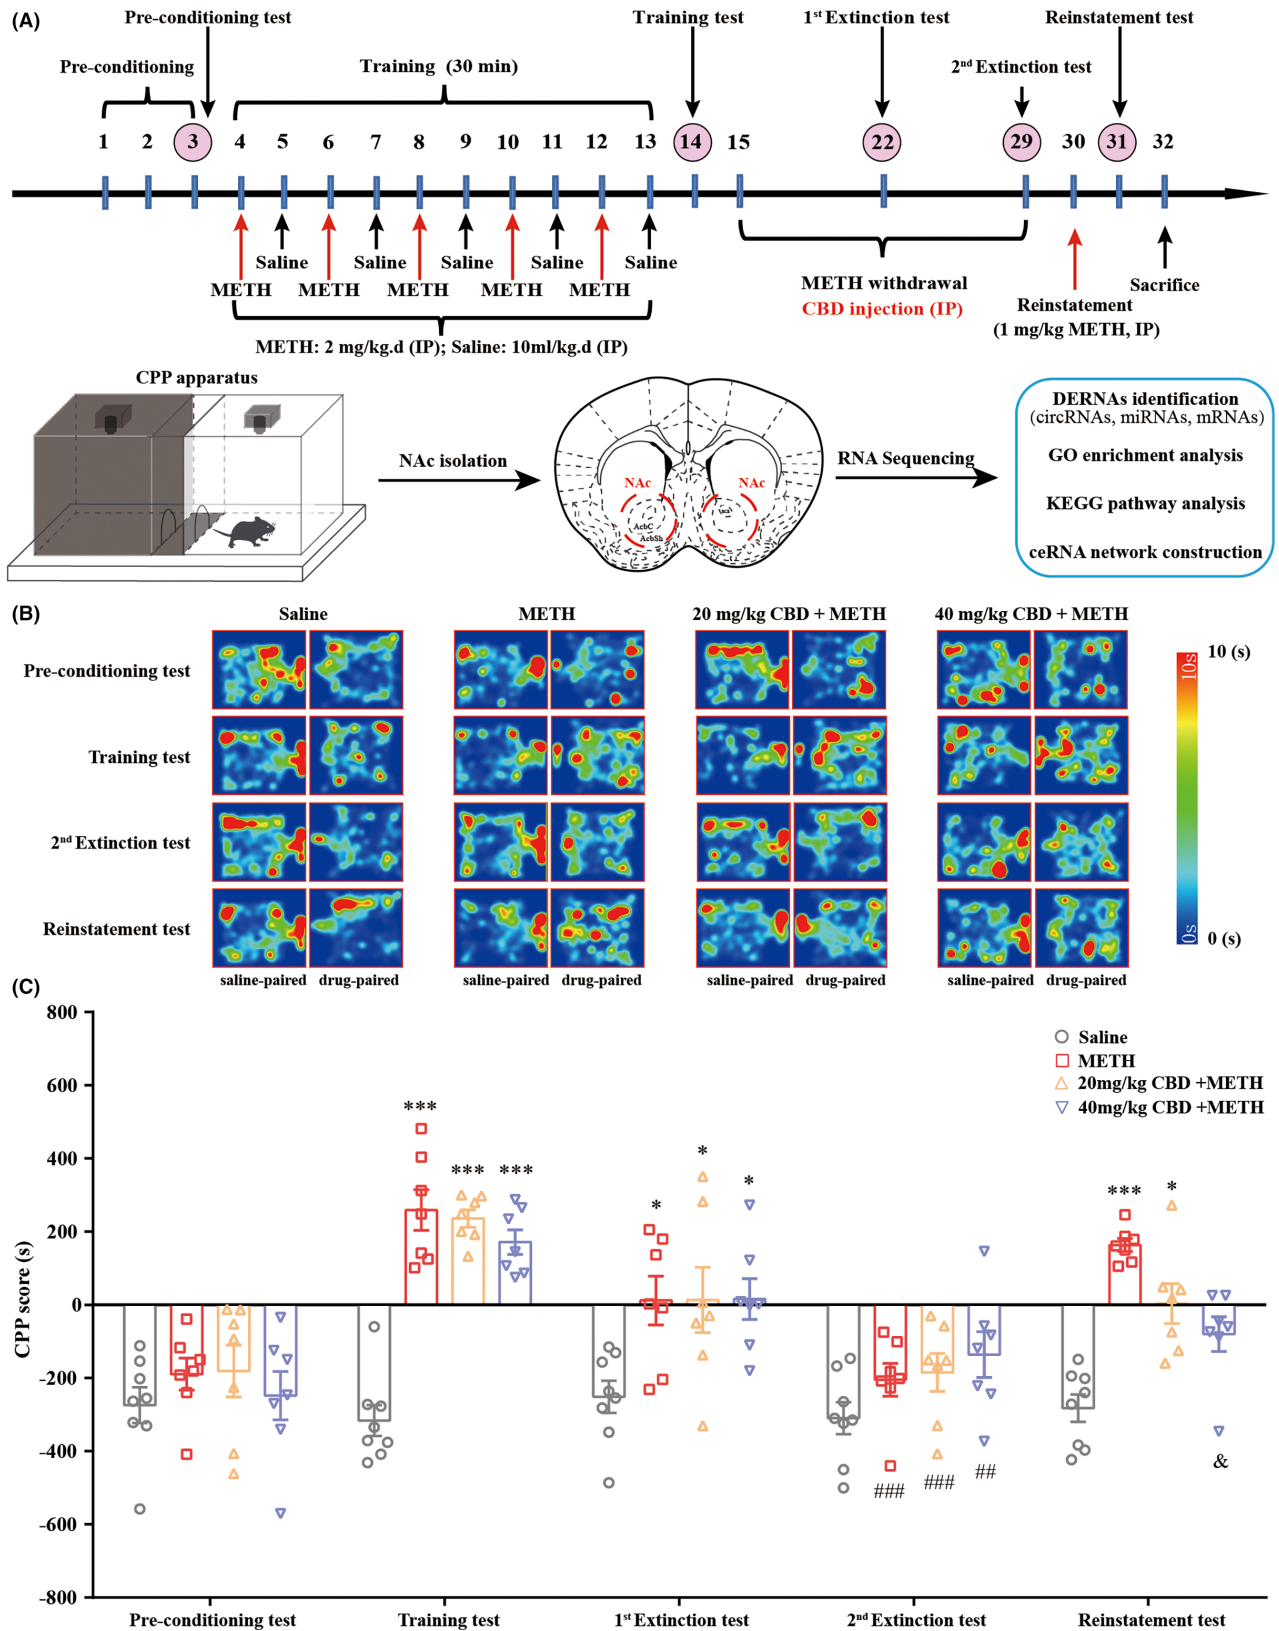 (A)
Pre-conditioning test
Training test
1st Extinction test
Reinstatement test
Pre-conditioning
Training (30 min)
2nd Extinction test
1 2 3 4 5 6 7 8 9 10 11 12 13 14 15 22 29 30 31 32
Saline Saline Saline Saline Saline
METH METH METH METH METH
METH: 2 mg/kg.d (IP); Saline: 10ml/kg.d (IP)
METH withdrawal
CBD injection (IP)
Reinstatement
(1 mg/kg METH, IP)
Sacrifice
CPP apparatus
NAc isolation
NAc NAc
AcbC
AcbSh
aca
RNA Sequencing
DERNAs identification
(circRNAs, miRNAs, mRNAs)
GO enrichment analysis
KEGG pathway analysis
ceRNA network construction
(B)
Saline METH 20 mg/kg CBD + METH 40 mg/kg CBD + METH
Pre-conditioning test
Training test
2nd Extinction test
Reinstatement test
saline-paired drug-paired saline-paired drug-paired saline-paired drug-paired saline-paired drug-paired
10s
10 (s)
0s
0 (s)
(C)
CPP score (s)
800
600
400
200
0
-200
-400
-600
-800
Saline
METH
20mg/kg CBD +METH
40mg/kg CBD +METH
*** *** ***
* * *
*** *
### ### ##
&
Pre-conditioning test Training test 1st Extinction test 2nd Extinction test Reinstatement test